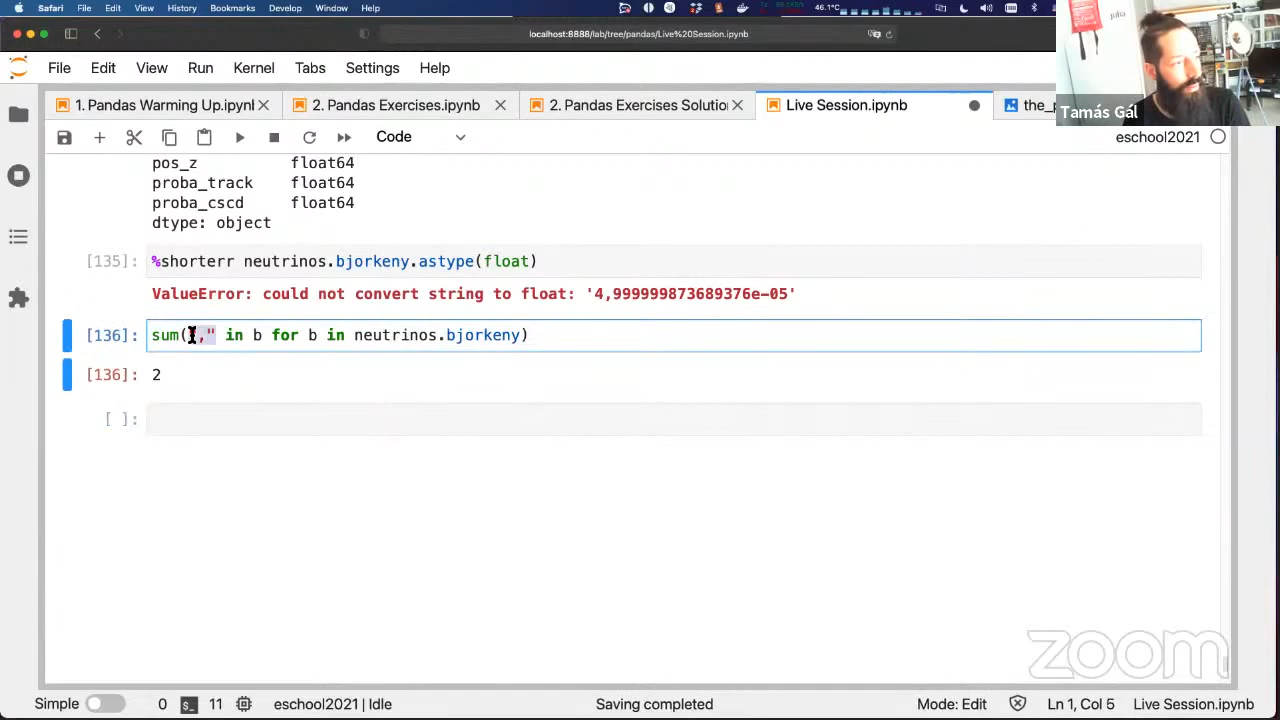 Safari File Edit View History Bookmarks Develop Window Help
46.1°C
localhost:8888/lab/tree/pandas/Live%20Session.ipynb
File Edit View Run Kernel Tabs Settings Help
1. Pandas Warming Up.ipynl
2. Pandas Exercises.ipynb
2. Pandas Exercises Solutio
Live Session.ipynb
Tamás Gál
Code
eschool2021
pos_z float64
proba_track float64
proba_cscd float64
dtype: object
[135]: %shorterr neutrinos.bjorkeny.astype(float)
ValueError: could not convert string to float: '4,999999873689376e-05'
[136]: sum("," in b for b in neutrinos.bjorkeny)
[136]: 2
[ ]:
zoom
Simple 0 11 eschool2021 | Idle Saving completed Mode: Edit Ln 1, Col 5 Live Session.ipynb